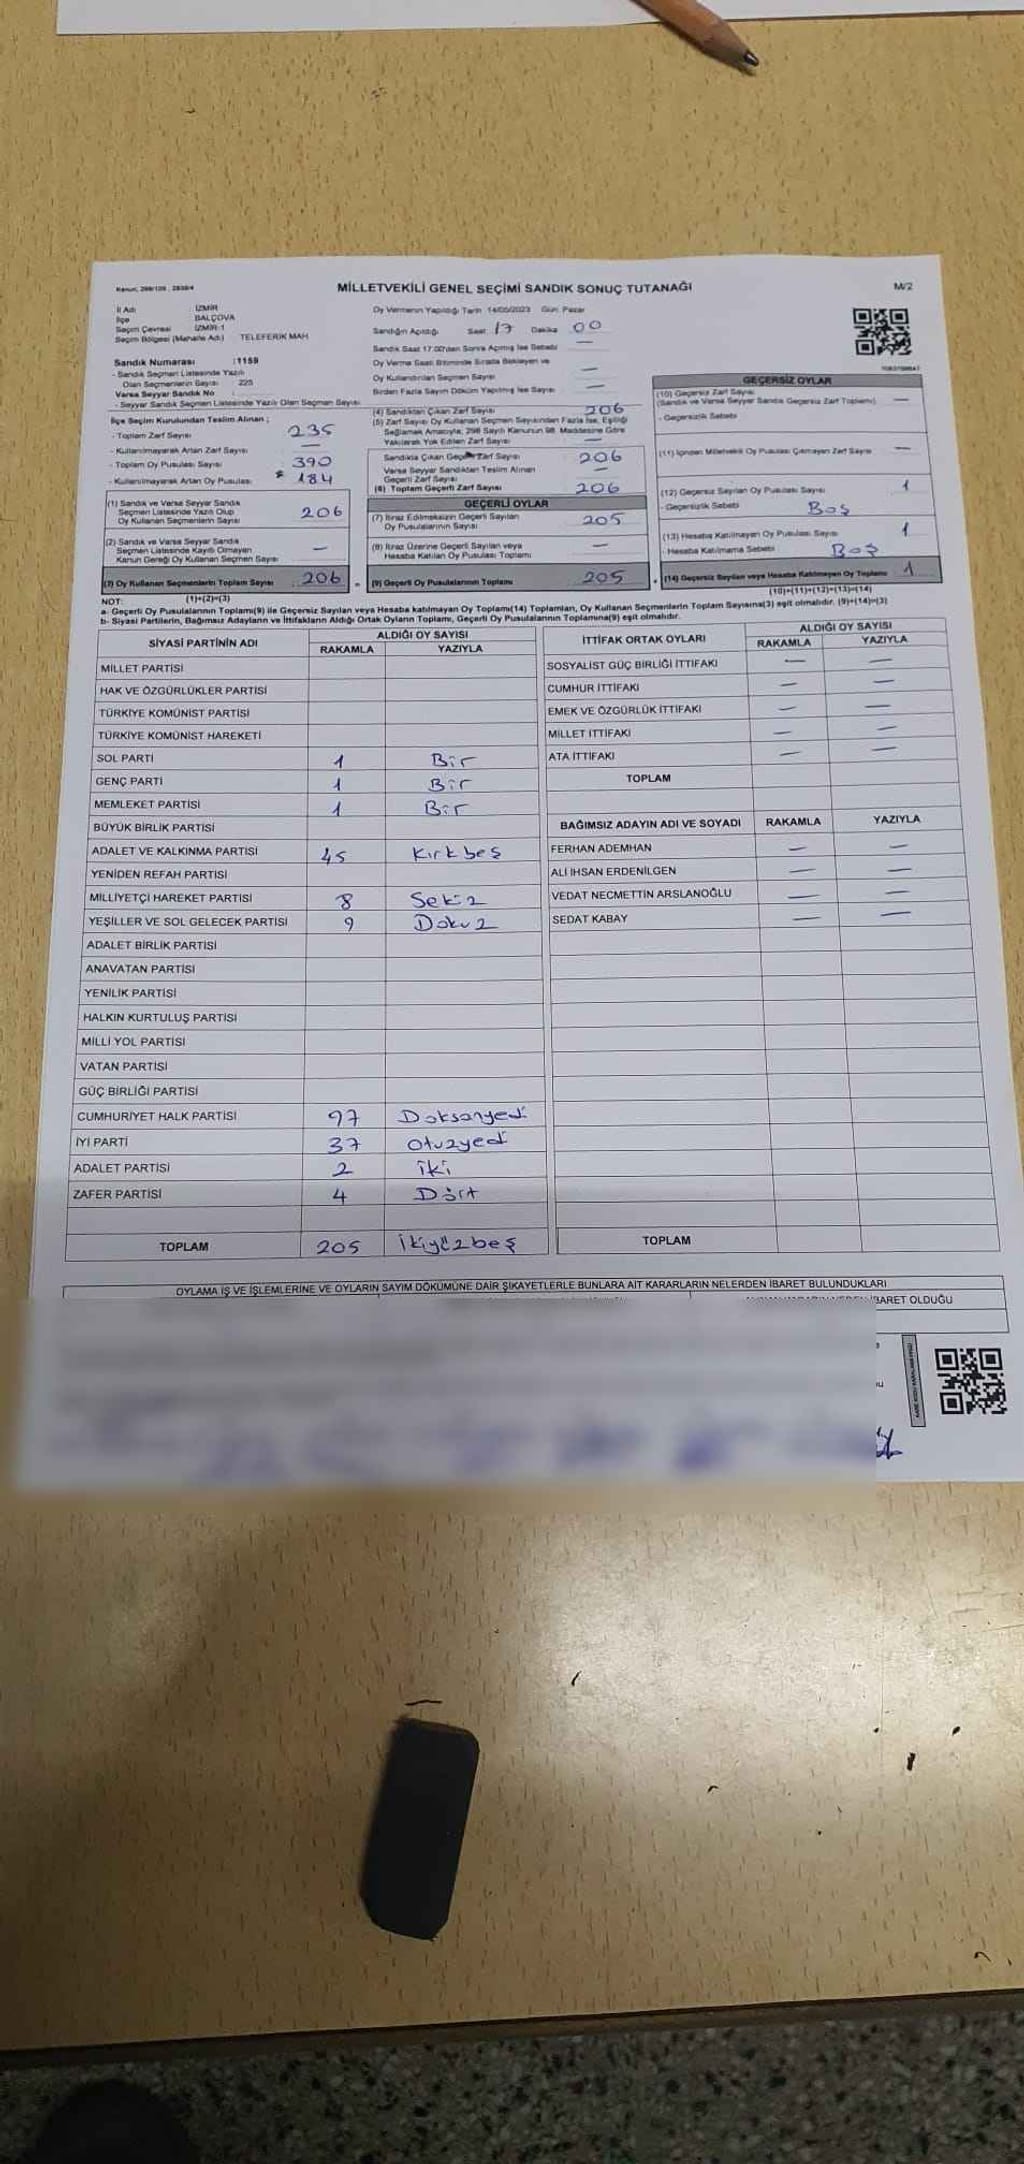 Kanun: 298/105 , 2839/4
MİLLETVEKİLİ GENEL SEÇİMİ SANDIK SONUÇ TUTANAĞI
M/2
İl Adı : İZMİR
İlçe BALÇOVA
Seçim Çevresi İZMİR-1
Seçim Bölgesi (Mahalle Adı) TELEFERİK MAH
Sandık Numarası :1159
- Sandık Seçmen Listesinde Yazılı
Olan Seçmenlerin Sayısı 225
Varsa Seyyar Sandık No
- Seyyar Sandık Seçmen Listesinde Yazılı Olan Seçmen Sayısı
Oy Vermenin Yapıldığı Tarih 14/05/2023 Gün: Pazar
Sandığın Açıldığı Saat 17 Dakika 00
Sandık Saat 17:00'den Sonra Açılmış İse Sebebi —
Oy Verme Saati Bitiminde Sırada Bekleyen ve
Oy Kullandırılan Seçmen Sayısı —
Birden Fazla Sayım Döküm Yapılmış İse Sayısı —
İlçe Seçim Kurulundan Teslim Alınan ;
- Toplam Zarf Sayısı 235
- Kullanılmayarak Artan Zarf Sayısı —
- Toplam Oy Pusulası Sayısı 390
- Kullanılmayarak Artan Oy Pusulası 184
(1) Sandık ve Varsa Seyyar Sandık
Seçmen Listesinde Yazılı Olup
Oy Kullanan Seçmenlerin Sayısı 206
(2) Sandık ve Varsa Seyyar Sandık
Seçmen Listesinde Kayıtlı Olmayan
Kanun Gereği Oy Kullanan Seçmen Sayısı —
(3) Oy Kullanan Seçmenlerin Toplam Sayısı 206
(1)+(2)=(3)
(4) Sandıktan Çıkan Zarf Sayısı 206
(5) Zarf Sayısı Oy Kullanan Seçmen Sayısından Fazla İse, Eşitliği
Sağlamak Amacıyla, 298 Sayılı Kanunun 98. Maddesine Göre
Yakılarak Yok Edilen Zarf Sayısı —
Sandıkta Çıkan Geçerli Zarf Sayısı 206
Varsa Seyyar Sandıktan Teslim Alınan
Geçerli Zarf Sayısı —
(6) Toplam Geçerli Zarf Sayısı 206
GEÇERLİ OYLAR
(7) İtiraz Edilmeksizin Geçerli Sayılan
Oy Pusulalarının Sayısı 205
(8) İtiraz Üzerine Geçerli Sayılan veya
Hesaba Katılan Oy Pusulası Toplamı —
(9) Geçerli Oy Pusulalarının Toplamı 205
GEÇERSİZ OYLAR
(10) Geçersiz Zarf Sayısı
(Sandık ve Varsa Seyyar Sandık Geçersiz Zarf Toplamı) —
- Geçersizlik Sebebi
(11) İçinden Milletvekili Oy Pusulası Çıkmayan Zarf Sayısı —
(12) Geçersiz Sayılan Oy Pusulası Sayısı 1
- Geçersizlik Sebebi Boş
(13) Hesaba Katılmayan Oy Pusulası Sayısı 1
- Hesaba Katılmama Sebebi Boş
(14) Geçersiz Sayılan veya Hesaba Katılmayan Oy Toplamı 1
(10)+(11)+(12)+(13)=(14)
NOT:
a- Geçerli Oy Pusulalarının Toplamı(9) ile Geçersiz Sayılan veya Hesaba katılmayan Oy Toplamı(14) Toplamları, Oy Kullanan Seçmenlerin Toplam Sayısına(3) eşit olmalıdır. (9)+(14)=(3)
b- Siyasi Partilerin, Bağımsız Adayların ve İttifakların Aldığı Ortak Oyların Toplamı, Geçerli Oy Pusulalarının Toplamına(9) eşit olmalıdır.
SİYASİ PARTİNİN ADI ALDIĞI OY SAYISI
RAKAMLA YAZIYLA
MİLLET PARTİSİ
HAK VE ÖZGÜRLÜKLER PARTİSİ
TÜRKİYE KOMÜNİST PARTİSİ
TÜRKİYE KOMÜNİST HAREKETİ
SOL PARTİ 1 Bir
GENÇ PARTİ 1 Bir
MEMLEKET PARTİSİ 1 Bir
BÜYÜK BİRLİK PARTİSİ
ADALET VE KALKINMA PARTİSİ 45 Kırkbeş
YENİDEN REFAH PARTİSİ
MİLLİYETÇİ HAREKET PARTİSİ 8 Sekiz
YEŞİLLER VE SOL GELECEK PARTİSİ 9 Dokuz
ADALET BİRLİK PARTİSİ
ANAVATAN PARTİSİ
YENİLİK PARTİSİ
HALKIN KURTULUŞ PARTİSİ
MİLLİ YOL PARTİSİ
VATAN PARTİSİ
GÜÇ BİRLİĞİ PARTİSİ
CUMHURİYET HALK PARTİSİ 97 Doksanyedi
İYİ PARTİ 37 Otuzyedi
ADALET PARTİSİ 2 İki
ZAFER PARTİSİ 4 Dört
TOPLAM 205 İkiyüzbeş
İTTİFAK ORTAK OYLARI ALDIĞI OY SAYISI
RAKAMLA YAZIYLA
SOSYALİST GÜÇ BİRLİĞİ İTTİFAKI — —
CUMHUR İTTİFAKI — —
EMEK VE ÖZGÜRLÜK İTTİFAKI — —
MİLLET İTTİFAKI — —
ATA İTTİFAKI — —
TOPLAM
BAĞIMSIZ ADAYIN ADI VE SOYADI RAKAMLA YAZIYLA
FERHAN ADEMHAN — —
ALİ İHSAN ERDENİLGEN — —
VEDAT NECMETTİN ARSLANOĞLU — —
SEDAT KABAY — —
TOPLAM
OYLAMA İŞ VE İŞLEMLERİNE VE OYLARIN SAYIM DÖKÜMÜNE DAİR ŞİKAYETLERLE BUNLARA AİT KARARLARIN NELERDEN İBARET BULUNDUKLARI
OLDUĞU